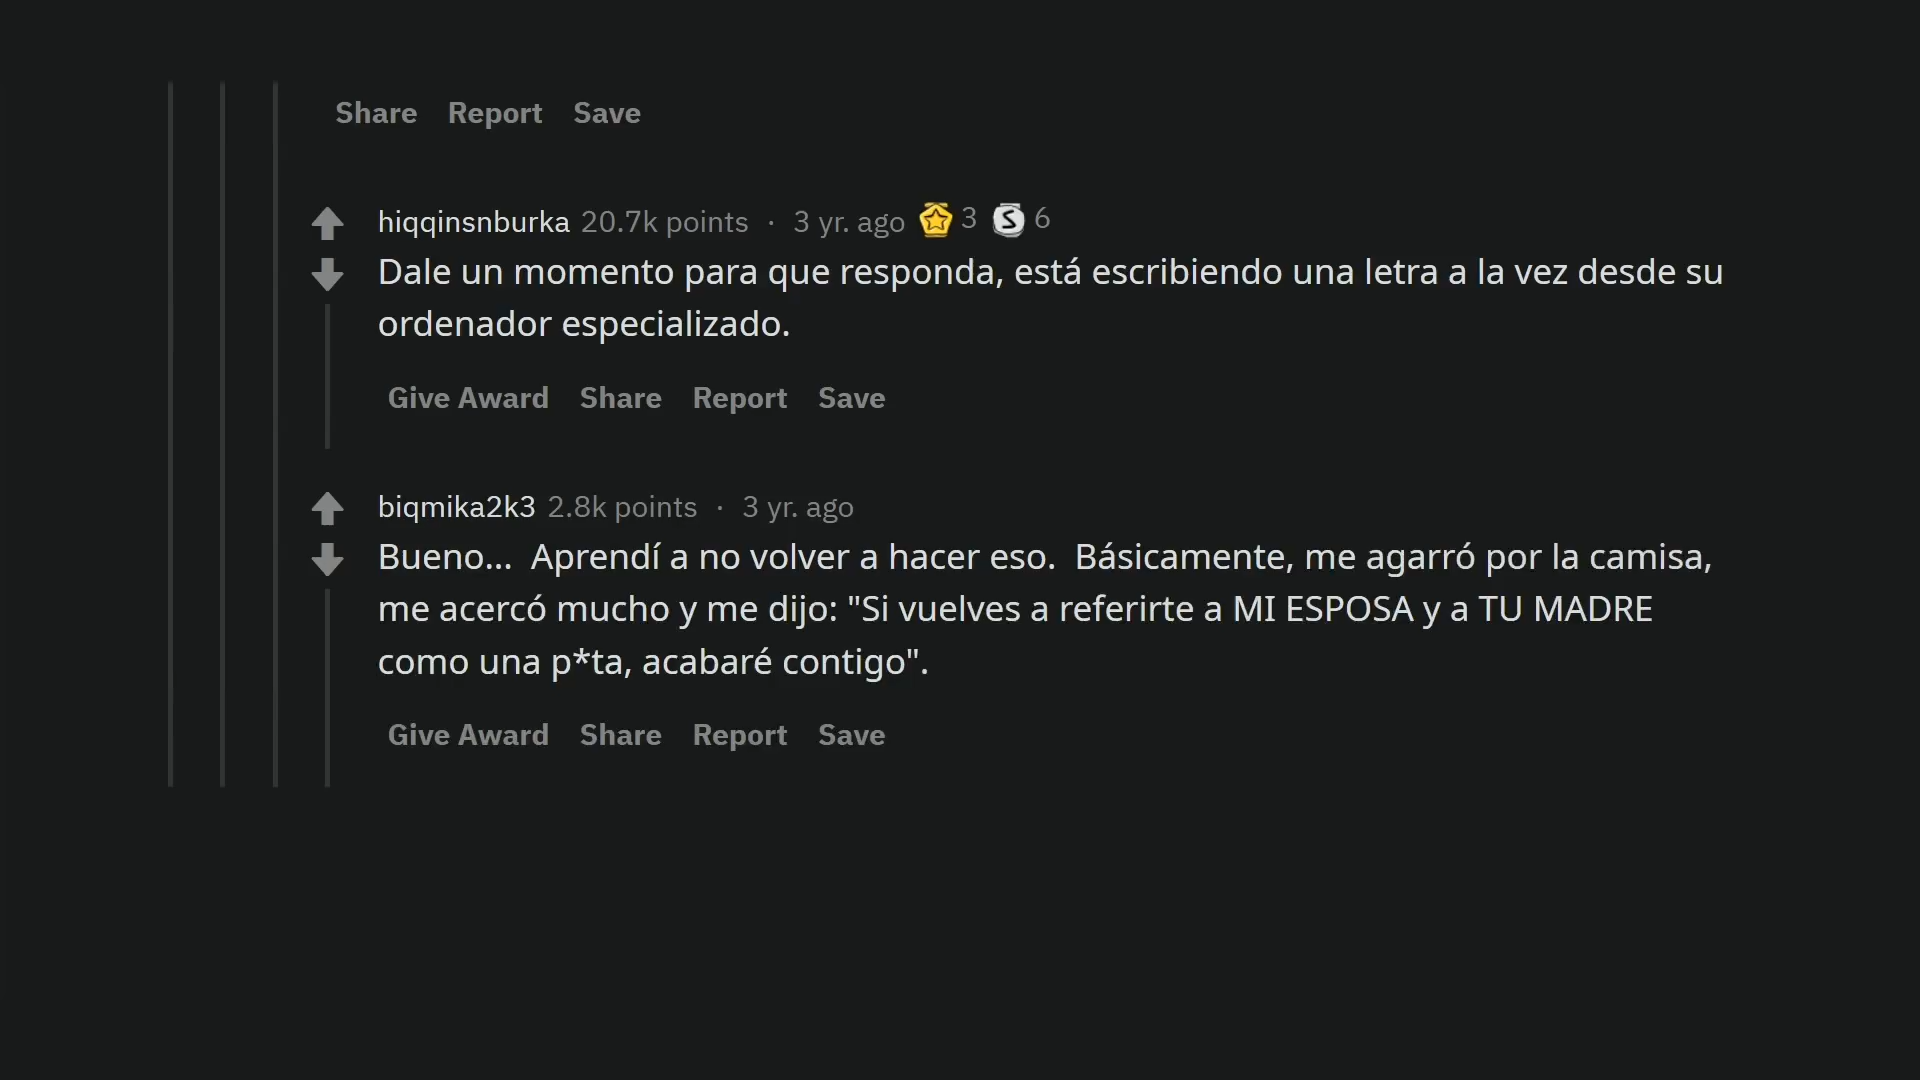 Share Report Save
hiqqinsnburka 20.7k points · 3 yr. ago 3 S 6
Dale un momento para que responda, está escribiendo una letra a la vez desde su
ordenador especializado.
Give Award Share Report Save
biqmika2k3 2.8k points · 3 yr. ago
Bueno... Aprendí a no volver a hacer eso. Básicamente, me agarró por la camisa,
me acercó mucho y me dijo: "Si vuelves a referirte a MI ESPOSA y a TU MADRE
como una p*ta, acabaré contigo".
Give Award Share Report Save